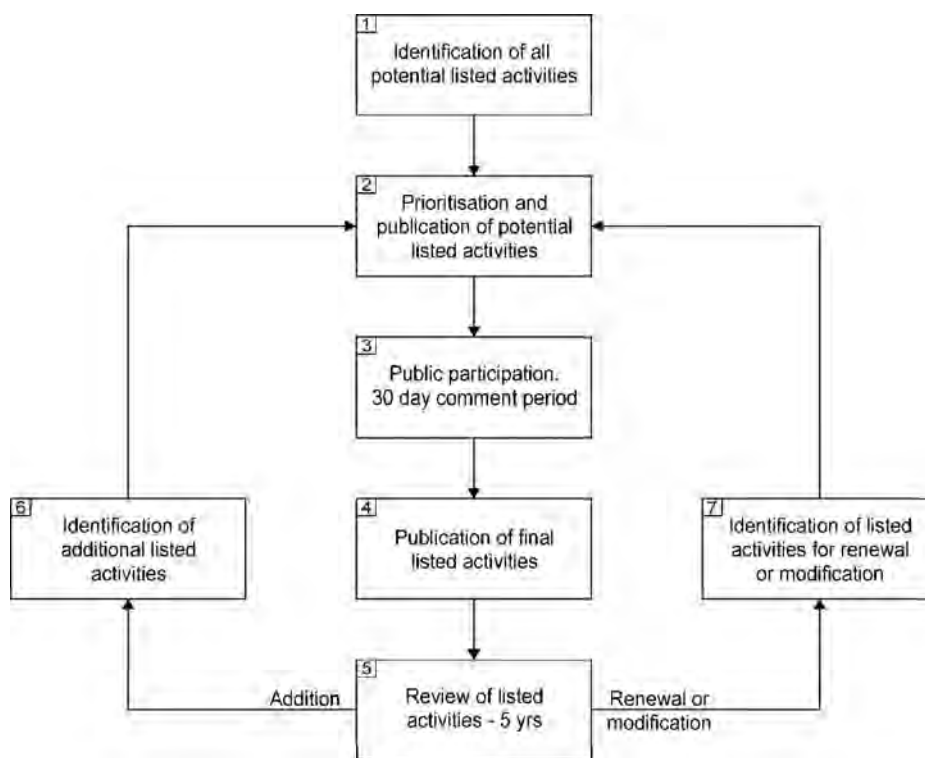 1
Identification of all
potential listed activities
2
Prioritisation and
publication of potential
listed activities
3
Public participation.
30 day comment period
6
Identification of
additional listed
activities
4
Publication of final
listed activities
7
Identification of listed
activities for renewal
or modification
Addition
5
Review of listed
activities - 5 yrs
Renewal or
modification